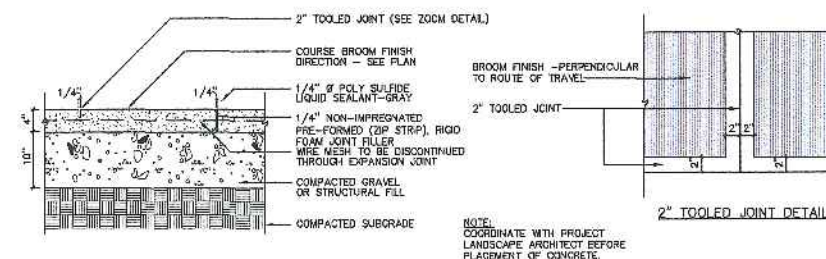 2" TOOLED JOINT (SEE ZOOM DETAIL)
COURSE BROOM FINISH
DIRECTION - SEE PLAN
1/4" Ø POLY SULFIDE
LIQUID SEALANT-GRAY
1/4" NON-IMPREGNATED
PRE-FORMED (ZIP STRIP), RIGID
FOAM JOINT FILLER
WIRE MESH TO BE DISCONTINUED
THROUGH EXPANSION JOINT
COMPACTED GRAVEL
OR STRUCTURAL FILL
COMPACTED SUBGRADE
1/4"
1/4"
4"
10"
BROOM FINISH -PERPENDICULAR
TO ROUTE OF TRAVEL
2" TOOLED JOINT
2"
2"
2"
2"
2" TOOLED JOINT DETAIL
NOTE:
COORDINATE WITH PROJECT
LANDSCAPE ARCHITECT BEFORE
PLACEMENT OF CONCRETE.